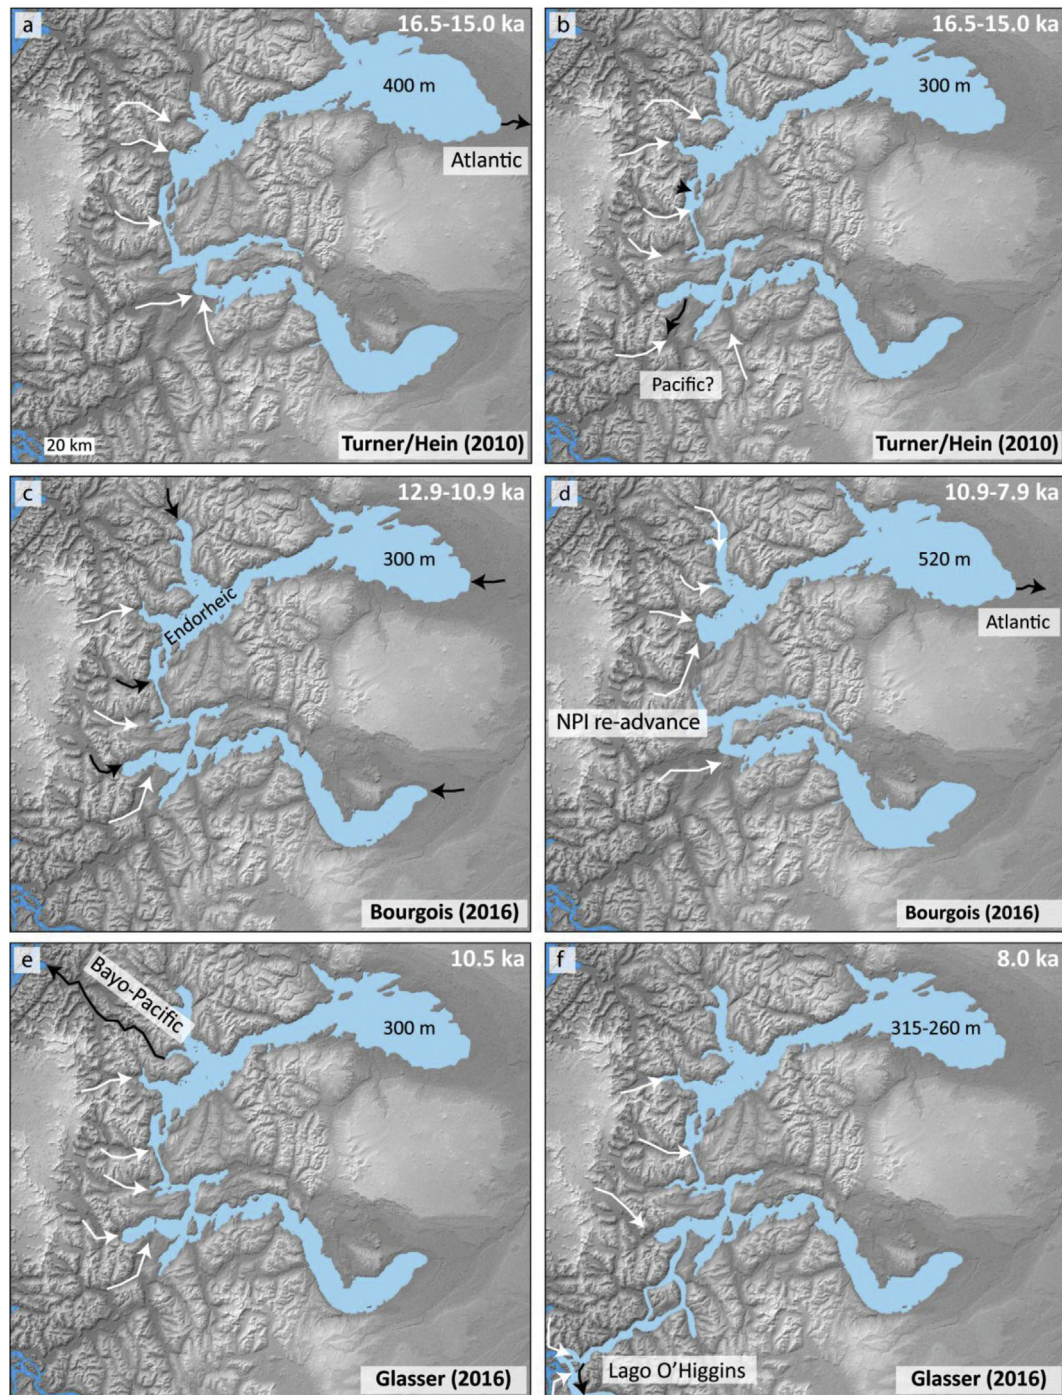 a
16.5-15.0 ka
400 m
Atlantic
20 km
Turner/Hein (2010)
b
16.5-15.0 ka
300 m
Pacific?
Turner/Hein (2010)
c
12.9-10.9 ka
300 m
Endorheic
Bourgois (2016)
d
10.9-7.9 ka
520 m
Atlantic
NPI re-advance
Bourgois (2016)
e
10.5 ka
Bayo-Pacific
300 m
Glasser (2016)
f
8.0 ka
315-260 m
Lago O'Higgins
Glasser (2016)